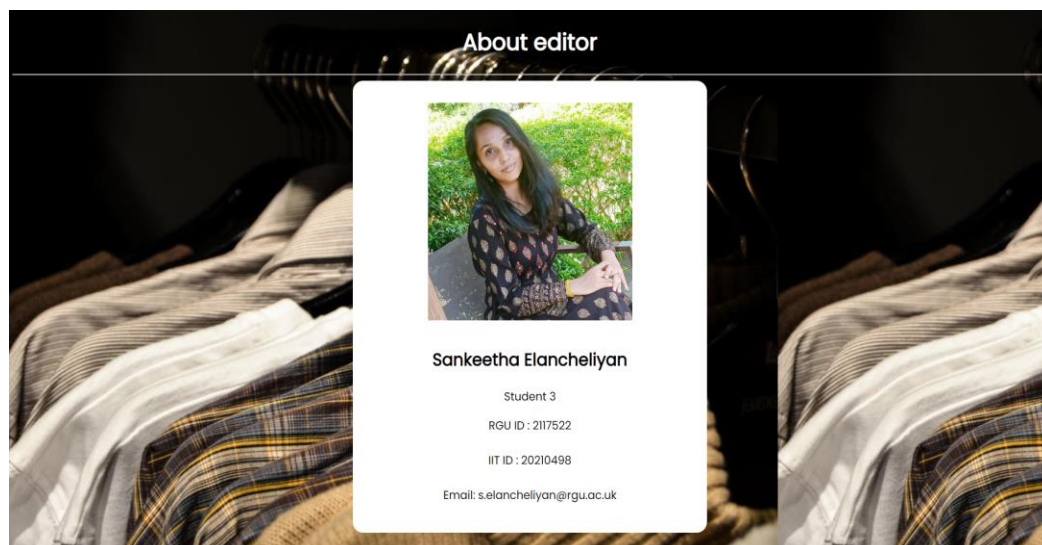 About editor
Sankeetha Elancheliyan
Student 3
RGU ID : 2117522
IIT ID : 20210498
Email: s.elancheliyan@rgu.ac.uk